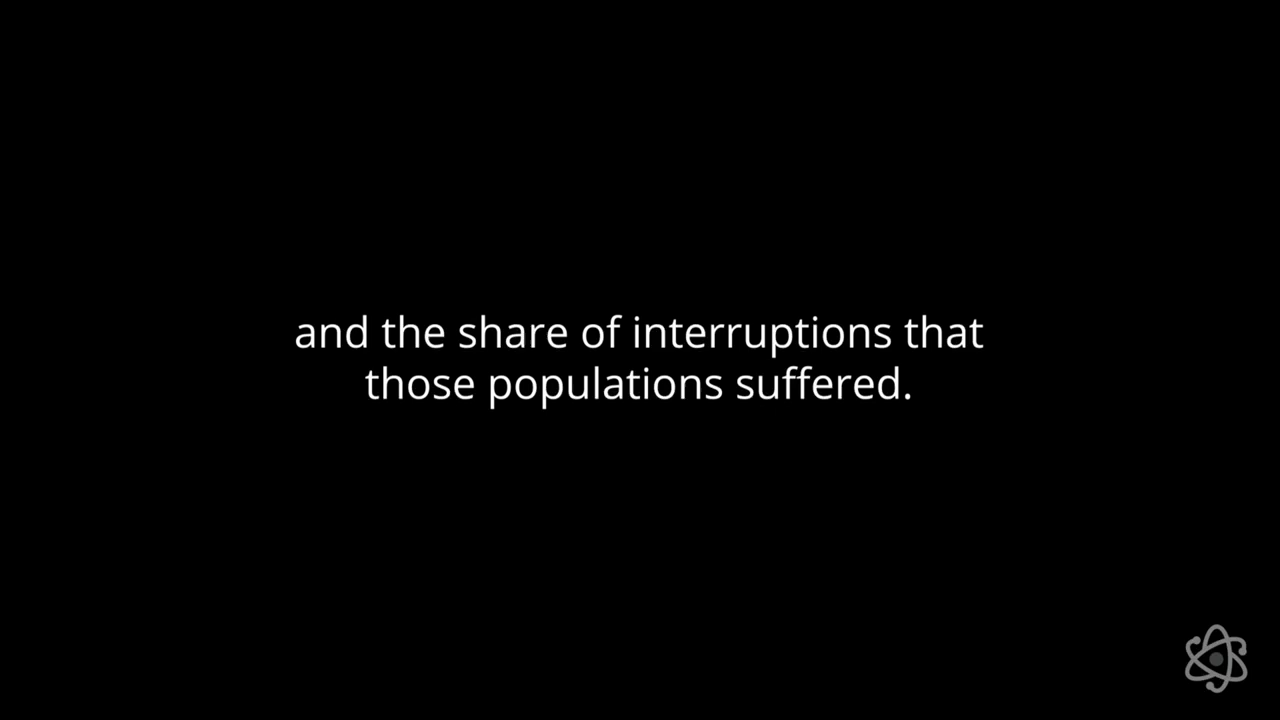 and the share of interruptions that
those populations suffered.